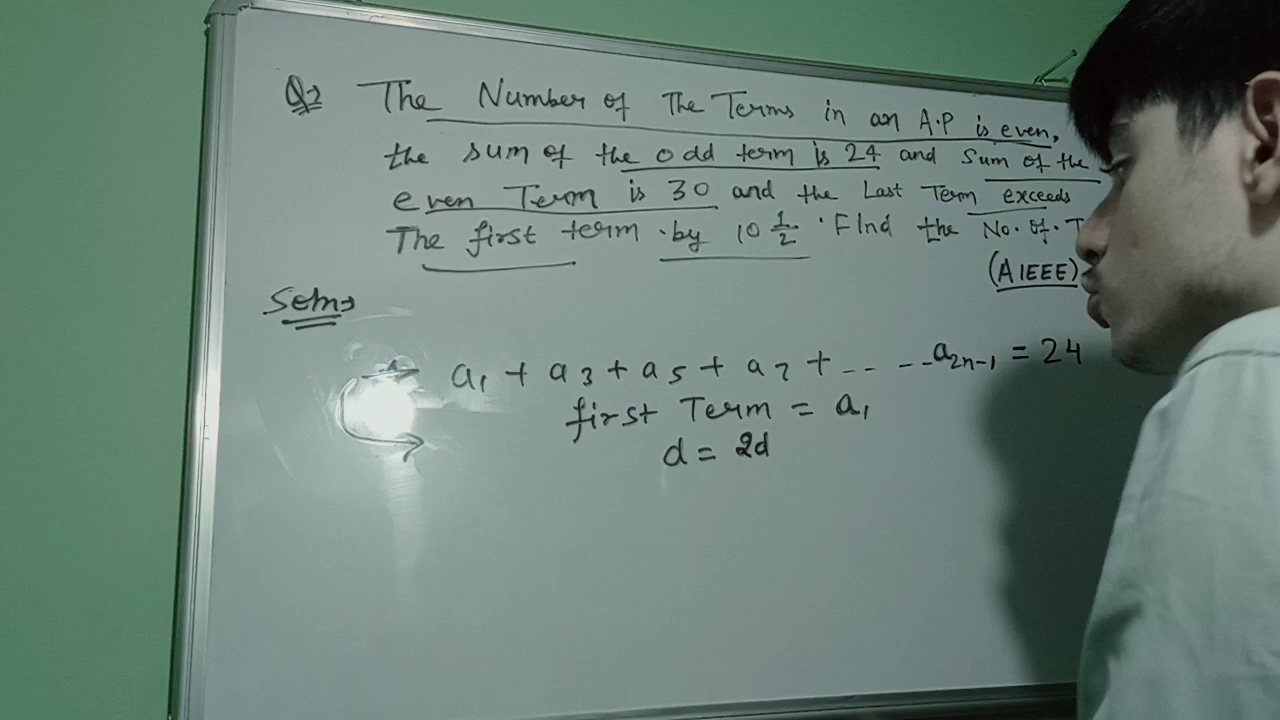 Q2 The Number of The Terms in an A.P is even,
the sum of the odd term is 24 and Sum of the
even Term is 30 and the Last Term exceeds
The first term by 10 1/2 . FInd the No. of. T
(AIEEE)
Soln
a1 + a3 + a5 + a7 + ..... a2n-1 = 24
first Term = a1
d = 2d